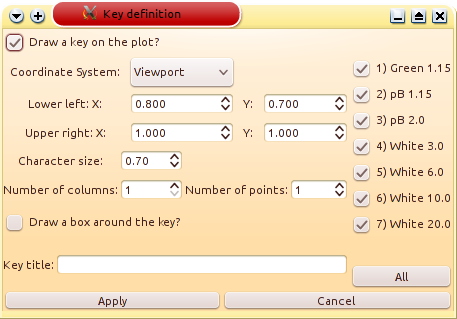 Key definition
Draw a key on the plot?
Coordinate System: Viewport
Lower left: X: 0.800 Y: 0.700
Upper right: X: 1.000 Y: 1.000
Character size: 0.70
Number of columns: 1 Number of points: 1
Draw a box around the key?
Key title:
1) Green 1.15
2) pB 1.15
3) pB 2.0
4) White 3.0
5) White 6.0
6) White 10.0
7) White 20.0
All
Apply Cancel